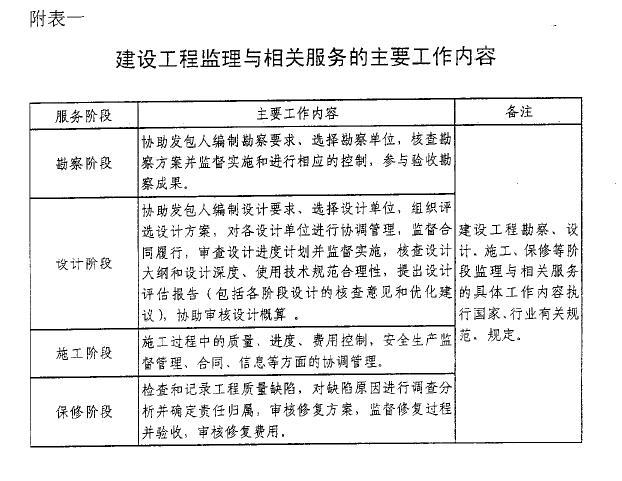 附表一
建设工程监理与相关服务的主要工作内容
服务阶段
主要工作内容
备注
勘察阶段
协助发包人编制勘察要求、选择勘察单位，核查勘
察方案并监督实施和进行相应的控制，参与验收勘
察成果。
设计阶段
协助发包人编制设计要求、选择设计单位，组织评
选设计方案，对各设计单位进行协调管理，监督合
同履行，审查设计进度计划并监督实施，核查设计
大纲和设计深度、使用技术规范合理性，提出设计
评估报告（包括各阶段设计的核查意见和优化建
议），协助审核设计概算。
施工阶段
施工过程中的质量、进度、费用控制，安全生产监
督管理、合同、信息等方面的协调管理。
保修阶段
检查和记录工程质量缺陷，对缺陷原因进行调查分
析并确定责任归属，审核修复方案，监督修复过程
并验收，审核修复费用。
建设工程勘察、设
计、施工、保修等阶
段监理与相关服务
的具体工作内容执
行国家、行业有关规
范、规定。